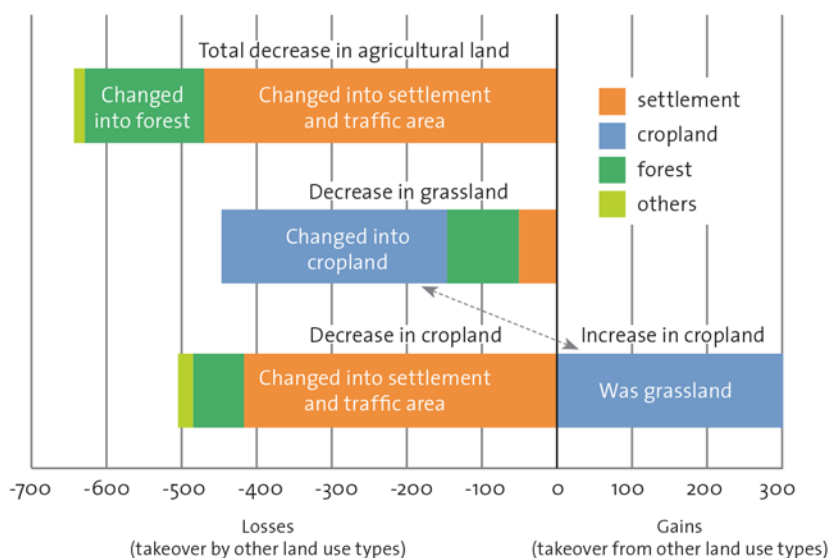 Total decrease in agricultural land
Changed
into forest
Changed into settlement
and traffic area
settlement
cropland
forest
others
Decrease in grassland
Changed into
cropland
Decrease in cropland
Increase in cropland
Changed into settlement
and traffic area
Was grassland
-700 -600 -500 -400 -300 -200 -100 0 100 200 300
Losses
(takeover by other land use types)
Gains
(takeover from other land use types)